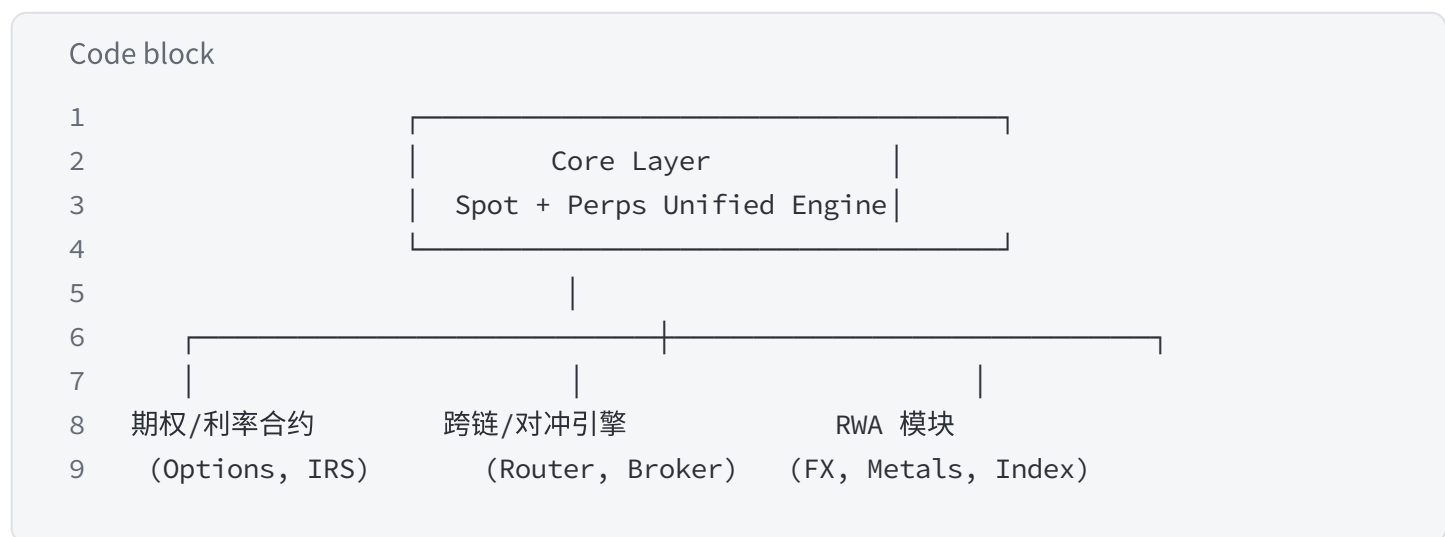 Code block
1
2 Core Layer
3 Spot + Perps Unified Engine
4
5
6
7
8 期权/利率合约 跨链/对冲引擎 RWA 模块
9 (Options, IRS) (Router, Broker) (FX, Metals, Index)